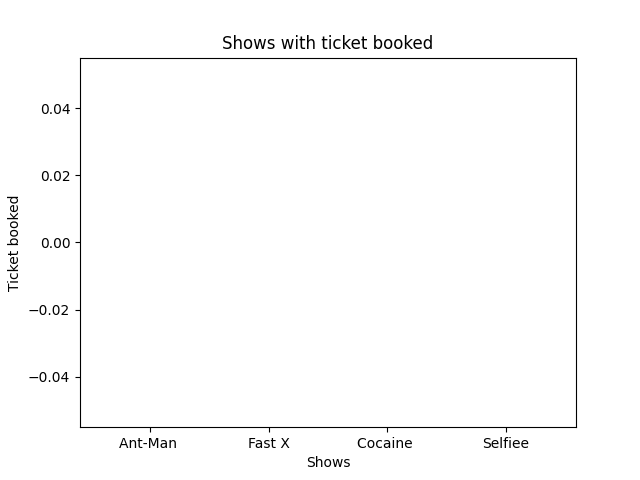 Shows with ticket booked
Ticket booked
0.04
0.02
0.00
−0.02
−0.04
Ant-Man Fast X Cocaine Selfiee
Shows